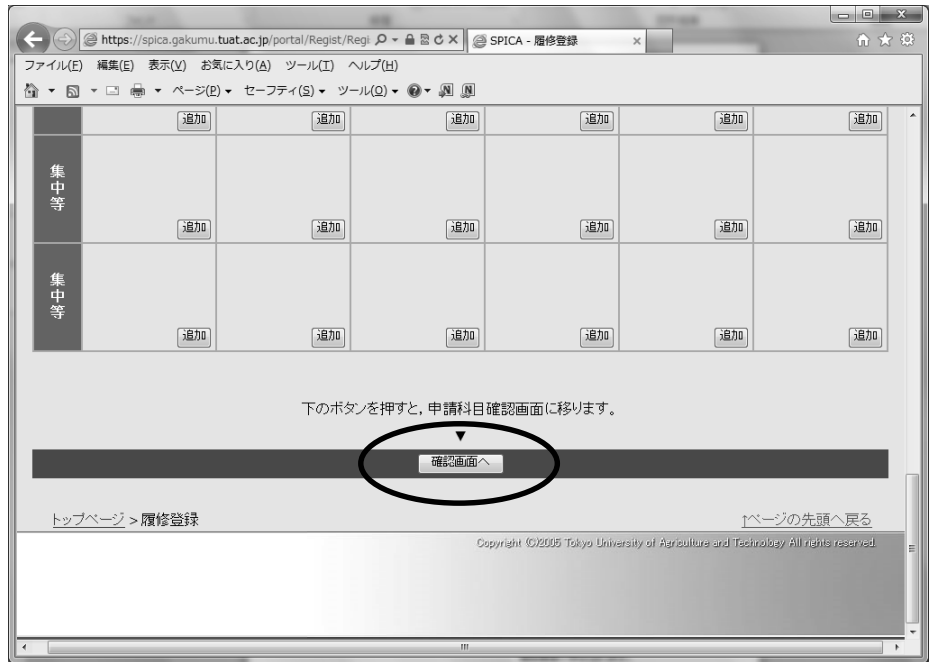 https://spica.gakumu.tuat.ac.jp/portal/Regist/Regi
SPICA - 履修登録
ファイル(F) 編集(E) 表示(V) お気に入り(A) ツール(T) ヘルプ(H)
ページ(P) セーフティ(S) ツール(O)
追加 追加 追加 追加 追加 追加
集中等
追加 追加 追加 追加 追加 追加
集中等
追加 追加 追加 追加 追加 追加
下のボタンを押すと,申請科目確認画面に移ります。
▼
確認画面へ
トップページ > 履修登録
↑ページの先頭へ戻る
Copyright (C)2005 Tokyo University of Agriculture and Technology All rights reserved.